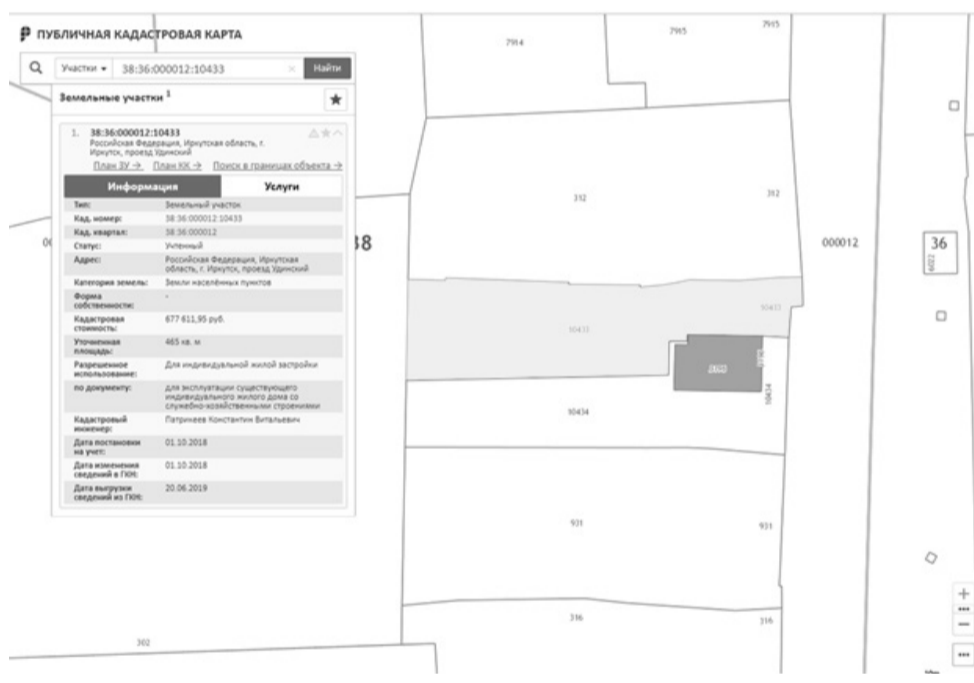 ПУБЛИЧНАЯ КАДАСТРОВАЯ КАРТА
Участки 38:36:000012:10433 × Найти
Земельные участки 1
1. 38:36:000012:10433
Российская Федерация, Иркутская область, г.
Иркутск, проезд Удинский
План ЗУ → План КК → Поиск в границах объекта →
Информация Услуги
Тип: Земельный участок
Кад. номер: 38:36:000012:10433
Кад. квартал: 38:36:000012
Статус: Учтенный
Адрес: Российская Федерация, Иркутская
область, г. Иркутск, проезд Удинский
Категория земель: Земли населённых пунктов
Форма
собственности: -
Кадастровая
стоимость: 677 611,95 руб.
Уточненная
площадь: 465 кв. м
Разрешенное
использование: Для индивидуальной жилой застройки
по документу: для эксплуатации существующего
индивидуального жилого дома со
служебно-хозяйственными строениями
Кадастровый
инженер: Патрикеев Константин Витальевич
Дата постановки
на учет: 01.10.2018
Дата изменения
сведений в ГКН: 01.10.2018
Дата выгрузки
сведений из ГКН: 20.06.2019
7914
7915
7915
312
312
38
000012
36
6022
10433
10433
10434
10434
931
931
316
316
302